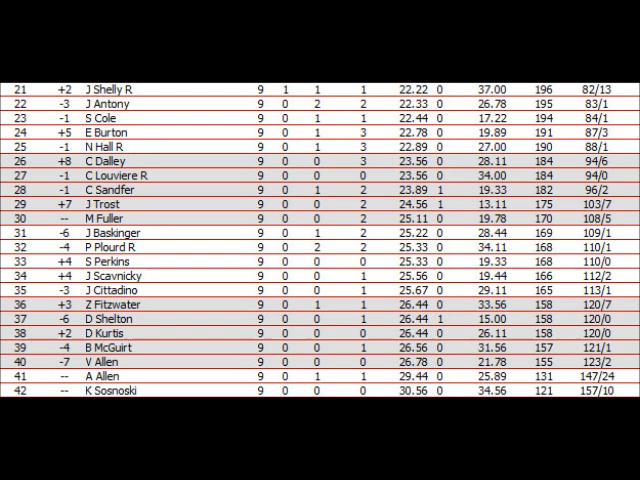 21 +2 J Shelly R 9 1 1 1 22.22 0 37.00 196 82/13
22 -3 J Antony 9 0 2 2 22.33 0 26.78 195 83/1
23 -1 S Cole 9 0 1 1 22.44 0 17.22 194 84/1
24 +5 E Burton 9 0 1 3 22.78 0 19.89 191 87/3
25 -1 N Hall R 9 0 1 3 22.89 0 27.00 190 88/1
26 +8 C Dalley 9 0 0 3 23.56 0 28.11 184 94/6
27 -1 C Louviere R 9 0 0 0 23.56 0 34.00 184 94/0
28 -1 C Sandfer 9 0 1 2 23.89 1 19.33 182 96/2
29 +7 J Trost 9 0 0 2 24.56 1 13.11 175 103/7
30 -- M Fuller 9 0 0 2 25.11 0 19.78 170 108/5
31 -6 J Baskinger 9 0 1 2 25.22 0 28.44 169 109/1
32 -4 P Plourd R 9 0 2 2 25.33 0 34.11 168 110/1
33 +4 S Perkins 9 0 0 0 25.33 0 19.33 168 110/0
34 +4 J Scavnicky 9 0 0 1 25.56 0 19.44 166 112/2
35 -3 J Cittadino 9 0 0 1 25.67 0 29.11 165 113/1
36 +3 Z Fitzwater 9 0 1 1 26.44 0 33.56 158 120/7
37 -6 D Shelton 9 0 0 1 26.44 1 15.00 158 120/0
38 +2 D Kurtis 9 0 0 0 26.44 0 26.11 158 120/0
39 -4 B McGuirt 9 0 0 1 26.56 0 31.56 157 121/1
40 -7 V Allen 9 0 0 0 26.78 0 21.78 155 123/2
41 -- A Allen 9 0 1 1 29.44 0 25.89 131 147/24
42 -- K Sosnoski 9 0 0 0 30.56 0 34.56 121 157/10